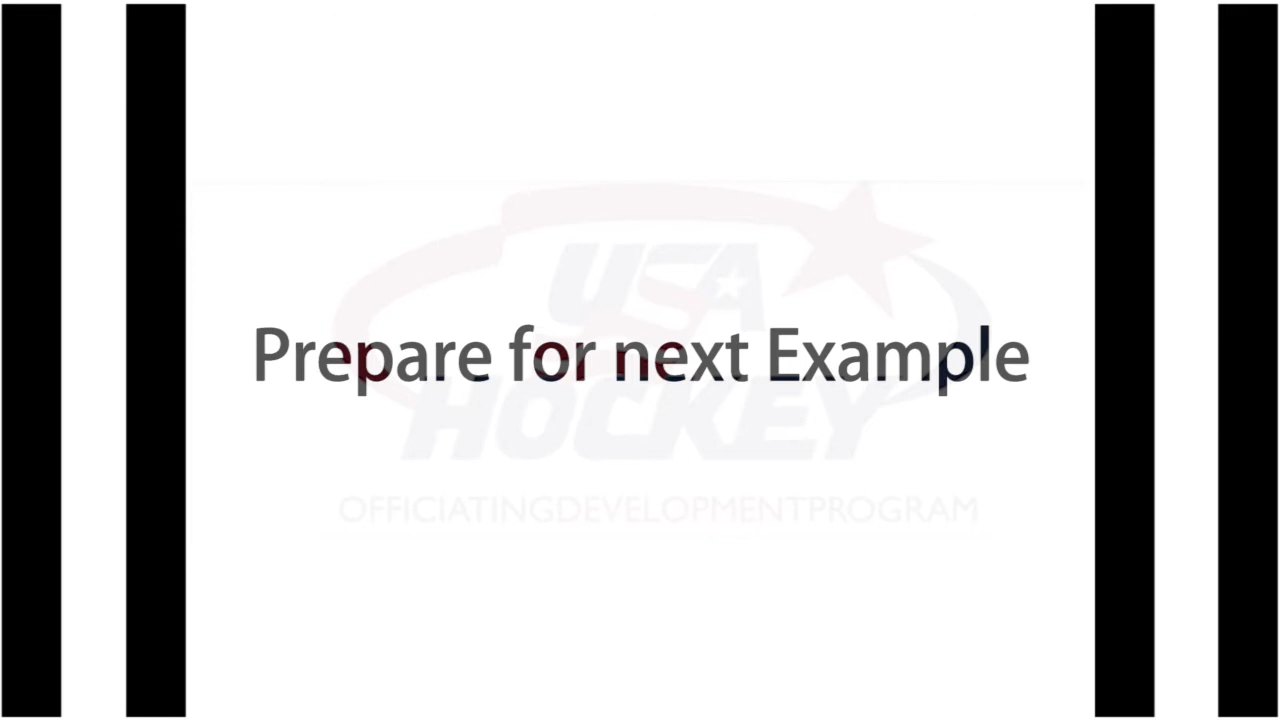 USA
Prepare for next Example
HOCKEY
OFFICIATINGDEVELOPMENTPROGRAM